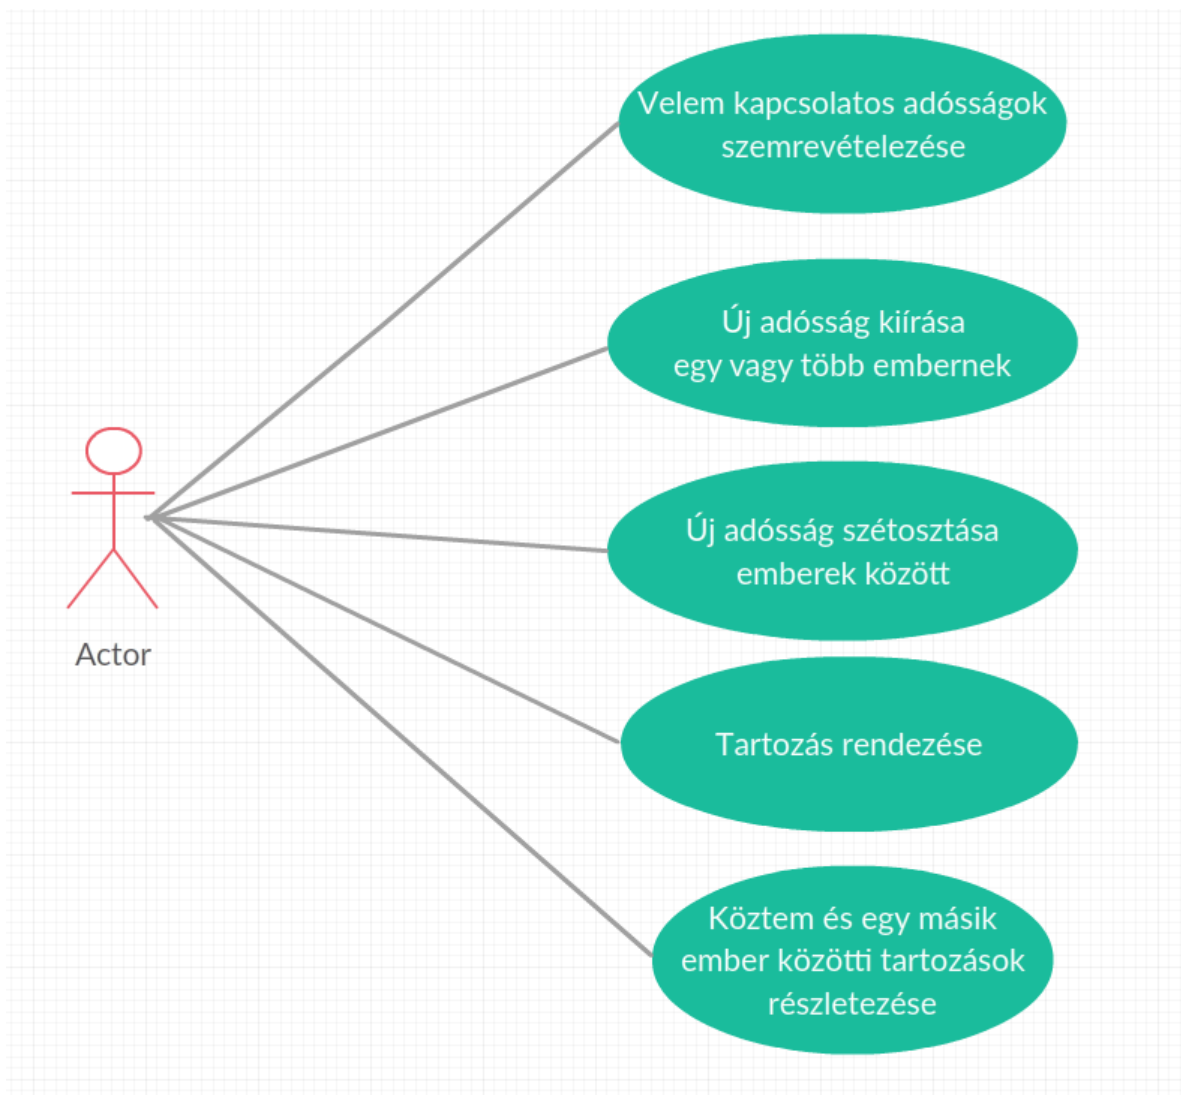 Velem kapcsolatos adósságok
szemrevételezése
Új adósság kiírása
egy vagy több embernek
Új adósság szétosztása
emberek között
Actor
Tartozás rendezése
Köztem és egy másik
ember közötti tartozások
részletezése